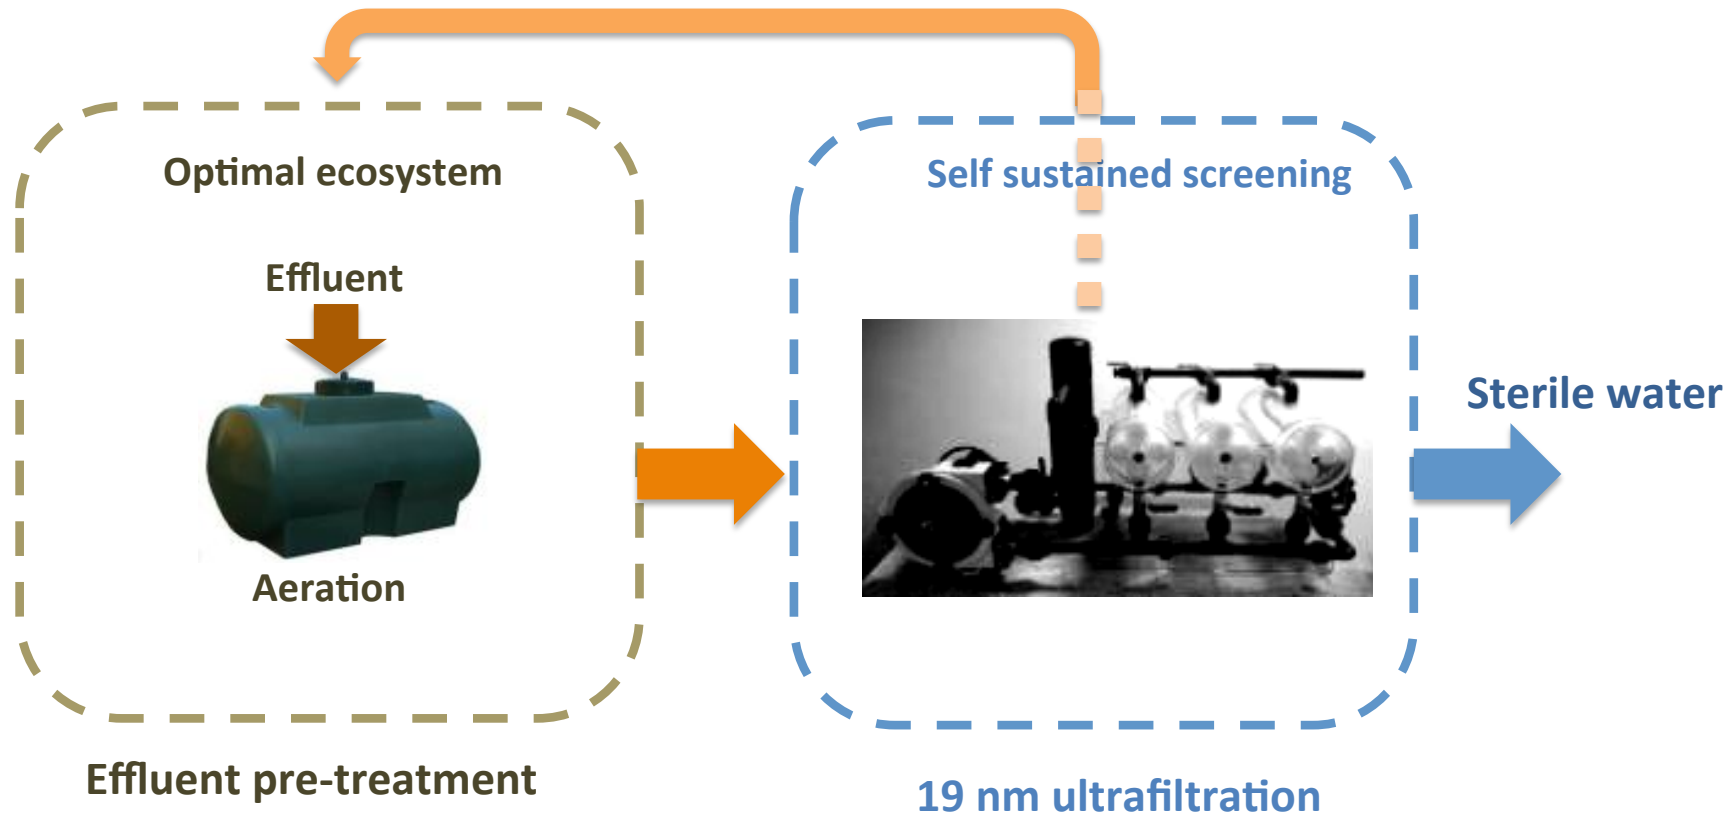 Optimal ecosystem
Effluent
Aeration
Effluent pre-treatment
Self sustained screening
19 nm ultrafiltration
Sterile water